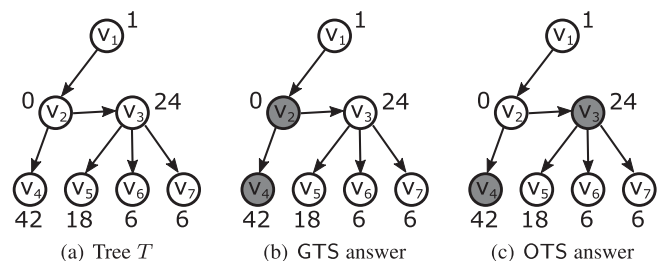 1 1 1
v1 v1 v1
0 24 0 24 0 24
v2 v3 v2 v3 v2 v3
v4 v5 v6 v7 v4 v5 v6 v7 v4 v5 v6 v7
42 18 6 6 42 18 6 6 42 18 6 6
(a) Tree T (b) GTS answer (c) OTS answer